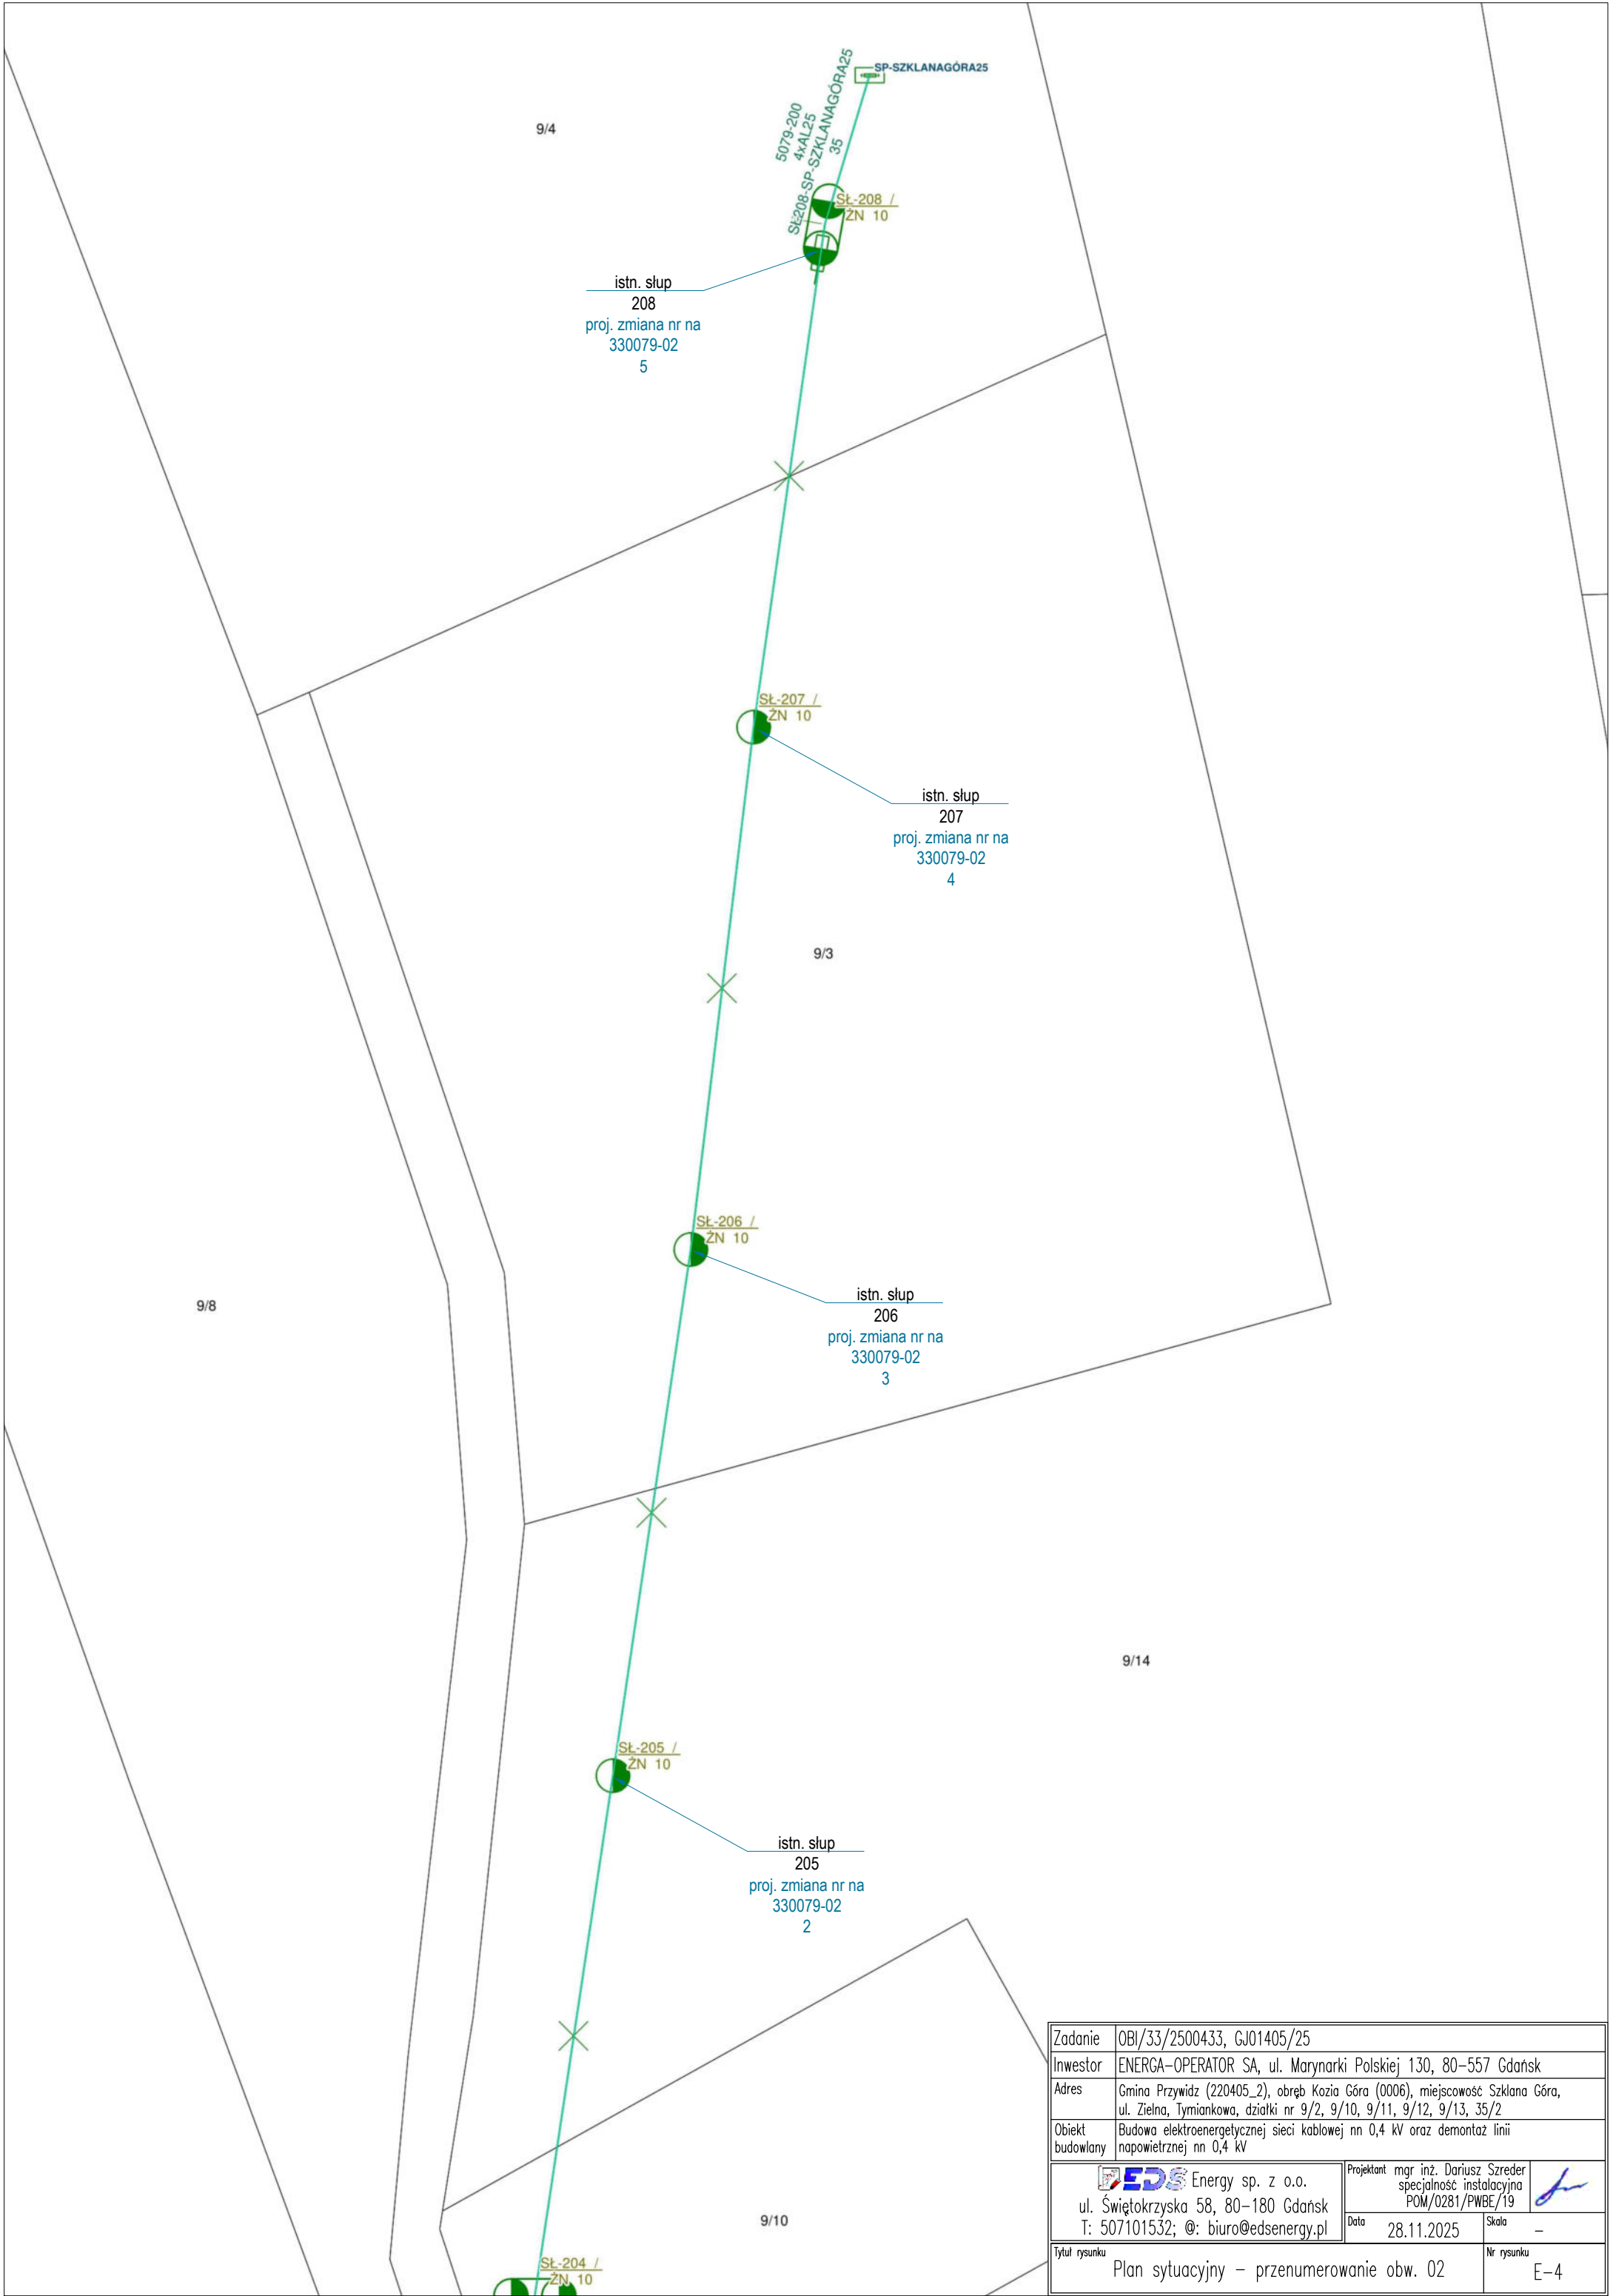 SP-SZKLANAGÓRA25
9/4
5079-200
4xAL25
SŁ208-SP-SZKLANAGÓRA25
35
SŁ-208 /
ŻN 10
istn. słup
208
proj. zmiana nr na
330079-02
5
SŁ-207 /
ŻN 10
istn. słup
207
proj. zmiana nr na
330079-02
4
9/3
SŁ-206 /
ŻN 10
9/8
istn. słup
206
proj. zmiana nr na
330079-02
3
9/14
SŁ-205 /
ŻN 10
istn. słup
205
proj. zmiana nr na
330079-02
2
9/10
SŁ-204 /
ŻN 10
Zadanie OBI/33/2500433, GJ01405/25
Inwestor ENERGA-OPERATOR SA, ul. Marynarki Polskiej 130, 80-557 Gdańsk
Adres Gmina Przywidz (220405_2), obręb Kozia Góra (0006), miejscowość Szklana Góra,
ul. Zielna, Tymiankowa, działki nr 9/2, 9/10, 9/11, 9/12, 9/13, 35/2
Obiekt budowlany Budowa elektroenergetycznej sieci kablowej nn 0,4 kV oraz demontaż linii
napowietrznej nn 0,4 kV
EDS Energy sp. z o.o.
ul. Świętokrzyska 58, 80-180 Gdańsk
T: 507101532; @: biuro@edsenergy.pl
Projektant mgr inż. Dariusz Szreder
specjalność instalacyjna
POM/0281/PWBE/19
Data 28.11.2025
Skala –
Tytuł rysunku
Plan sytuacyjny – przenumerowanie obw. 02
Nr rysunku
E-4